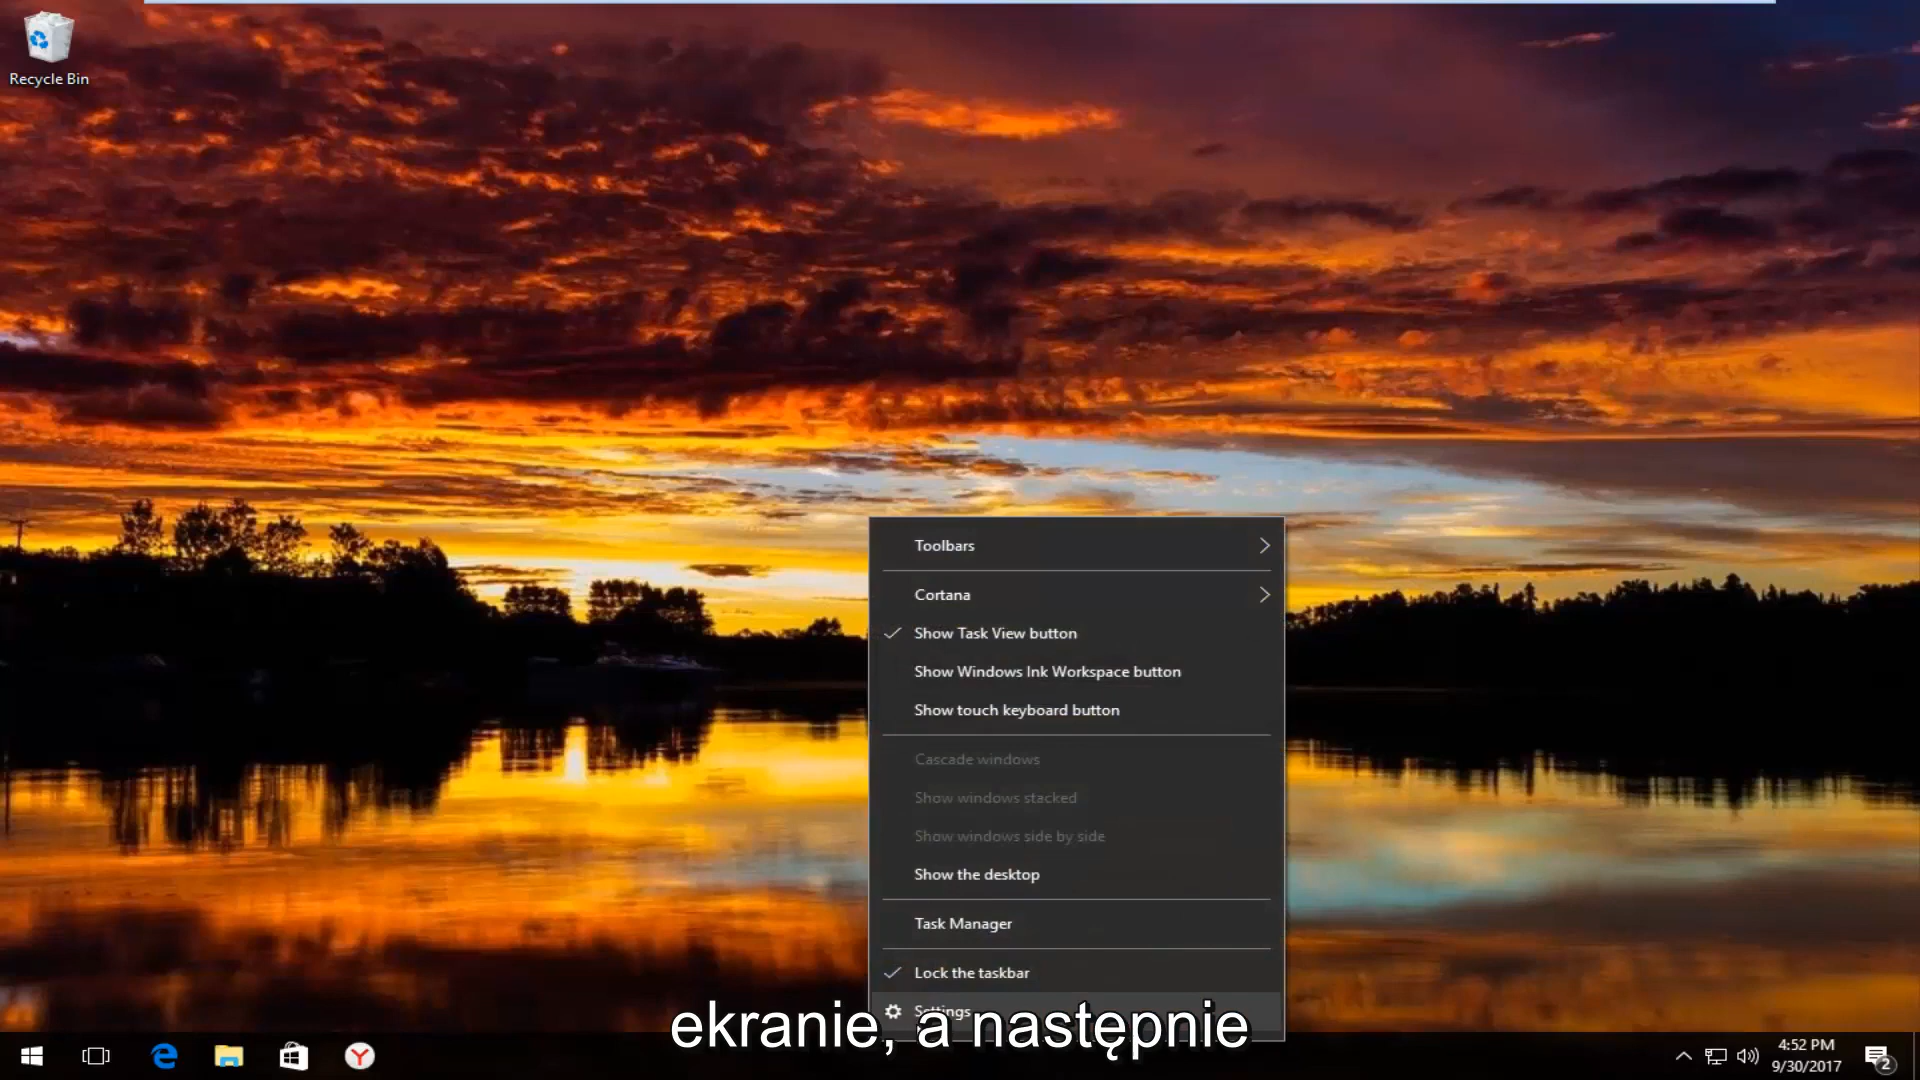 Recycle Bin
Toolbars
Cortana
Show Task View button
Show Windows Ink Workspace button
Show touch keyboard button
Cascade windows
Show windows stacked
Show windows side by side
Show the desktop
Task Manager
Lock the taskbar
Settings
ekranie, a następnie
4:52 PM
9/30/2017
2